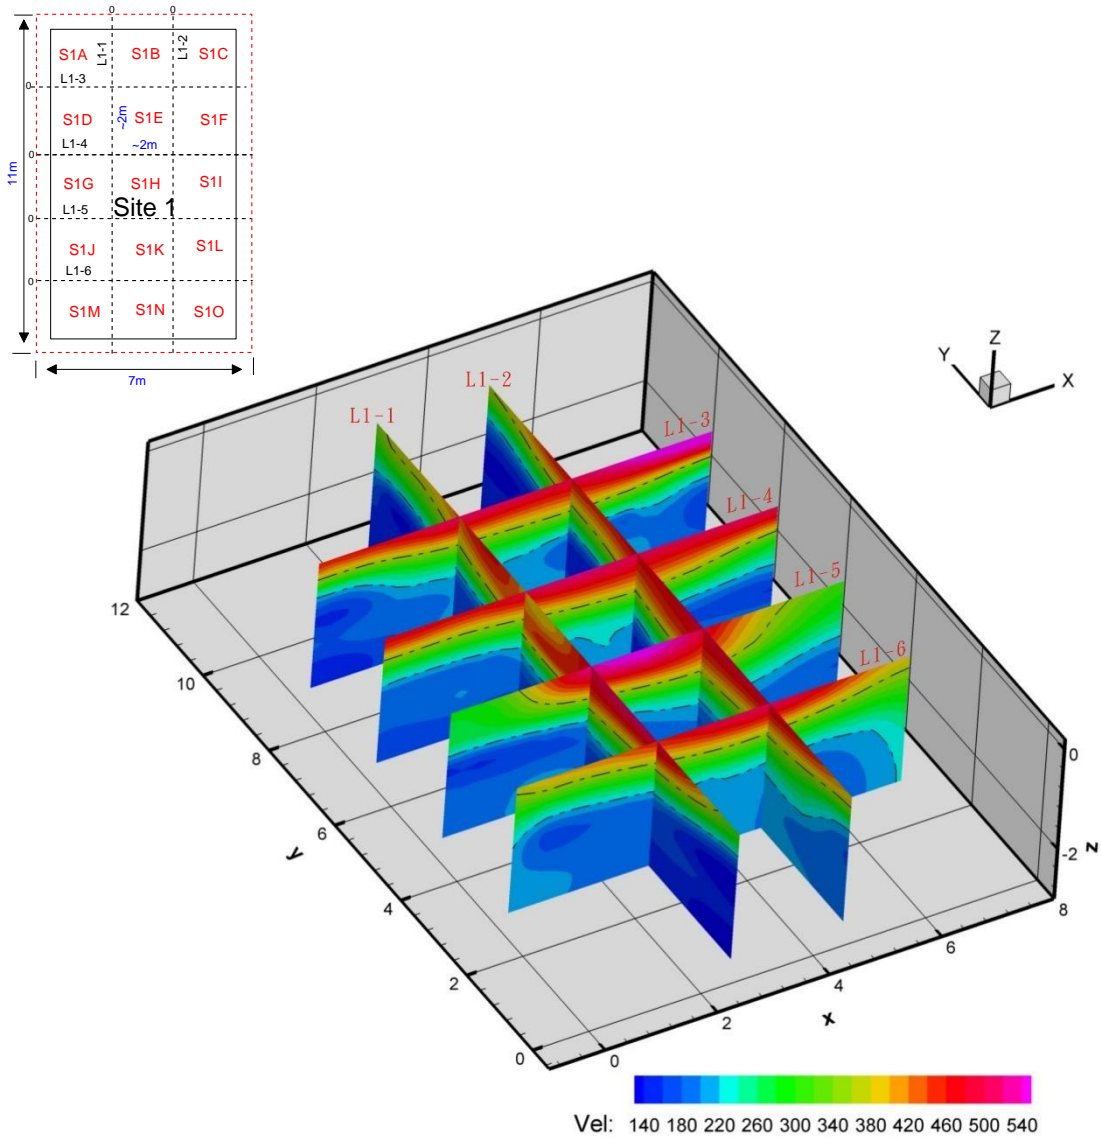 0 0
S1A L1-1 S1B L1-2 S1C
L1-3
0
S1D ~2m S1E S1F
L1-4 ~2m
0
11m
S1G S1H S1I
L1-5 Site 1
0
S1J S1K S1L
L1-6
0
S1M S1N S1O
7m
L1-1
L1-2
L1-3
L1-4
L1-5
L1-6
Y Z X
12
10
8
6
4
2
0
y
0
2
4
6
8
x
0
-2
z
Vel: 140 180 220 260 300 340 380 420 460 500 540